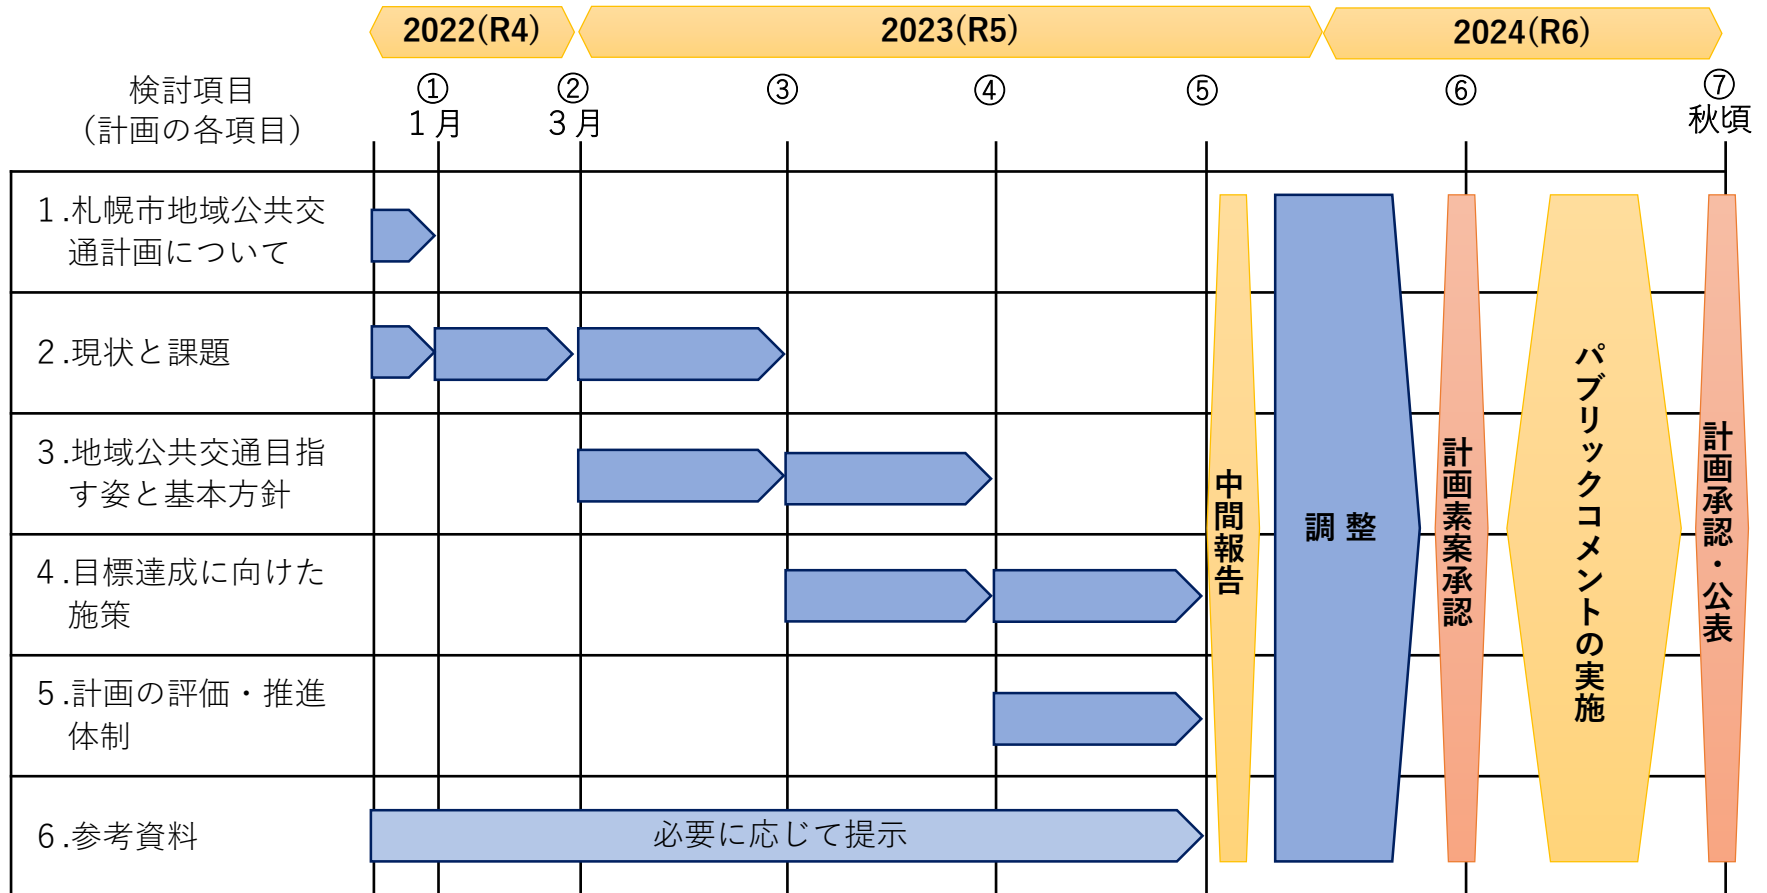 2022(R4)
2023(R5)
2024(R6)
検討項目
（計画の各項目）
①
1月
②
3月
③
④
⑤
⑥
⑦
秋頃
1.札幌市地域公共交
通計画について
2.現状と課題
3.地域公共交通目指
す姿と基本方針
4.目標達成に向けた
施策
5.計画の評価・推進
体制
6.参考資料
必要に応じて提示
中間報告
調整
計画素案承認
パブリックコメントの実施
計画承認・公表